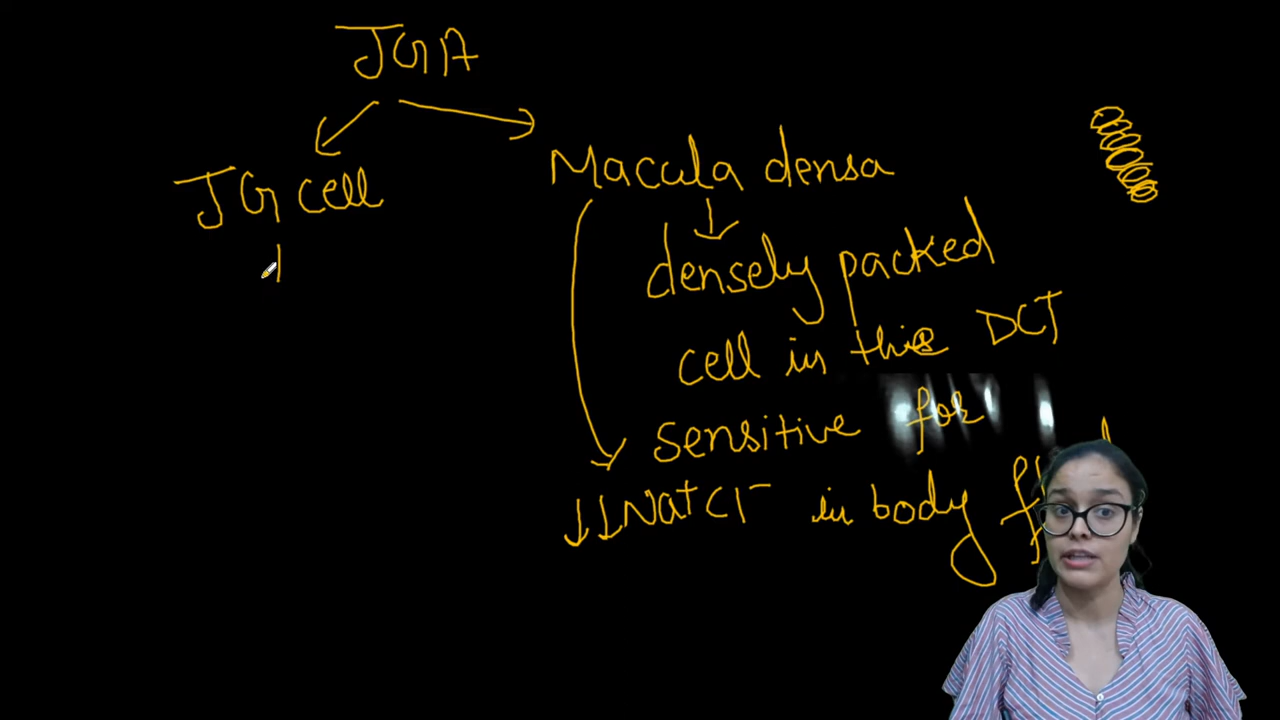 JGA
JG cell
Macula densa
densely packed
cell in the DCT
sensitive for
↓↓Na+Cl- in body